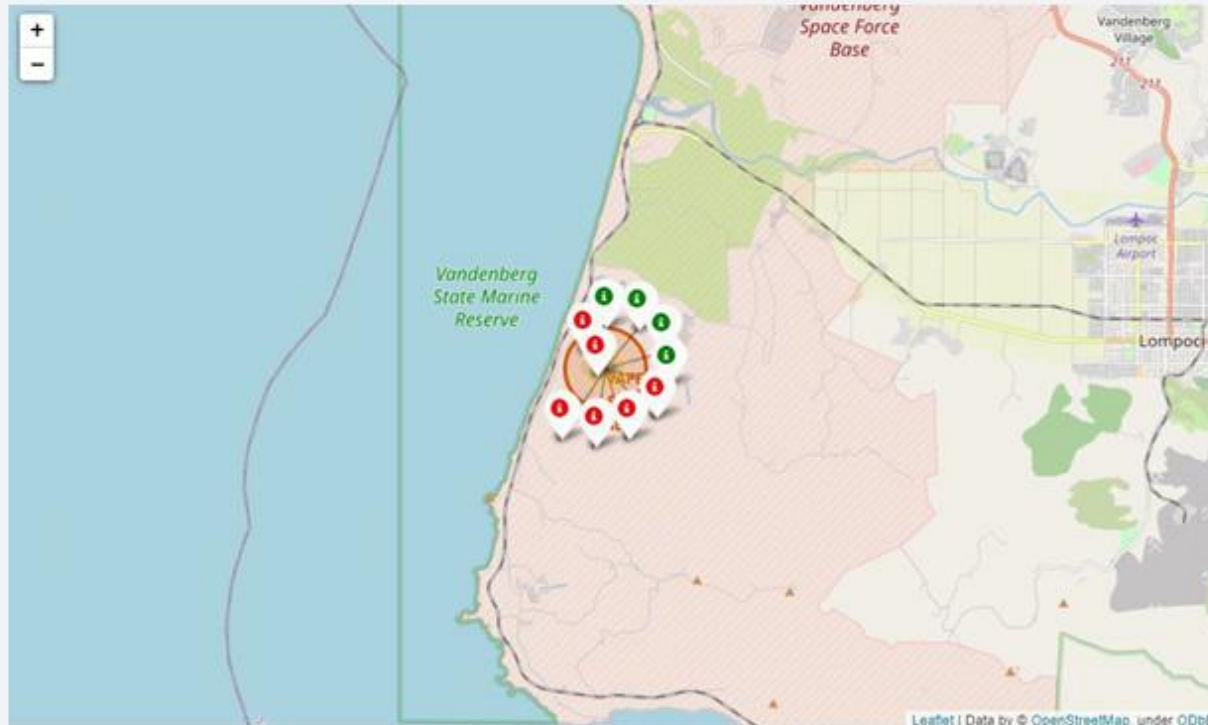 +
−
Vandenberg
Space Force
Base
Vandenberg
Village
211
211
Lompoc
Airport
Vandenberg
State Marine
Reserve
Lompoc
Leaflet | Data by © OpenStreetMap, under ODbL